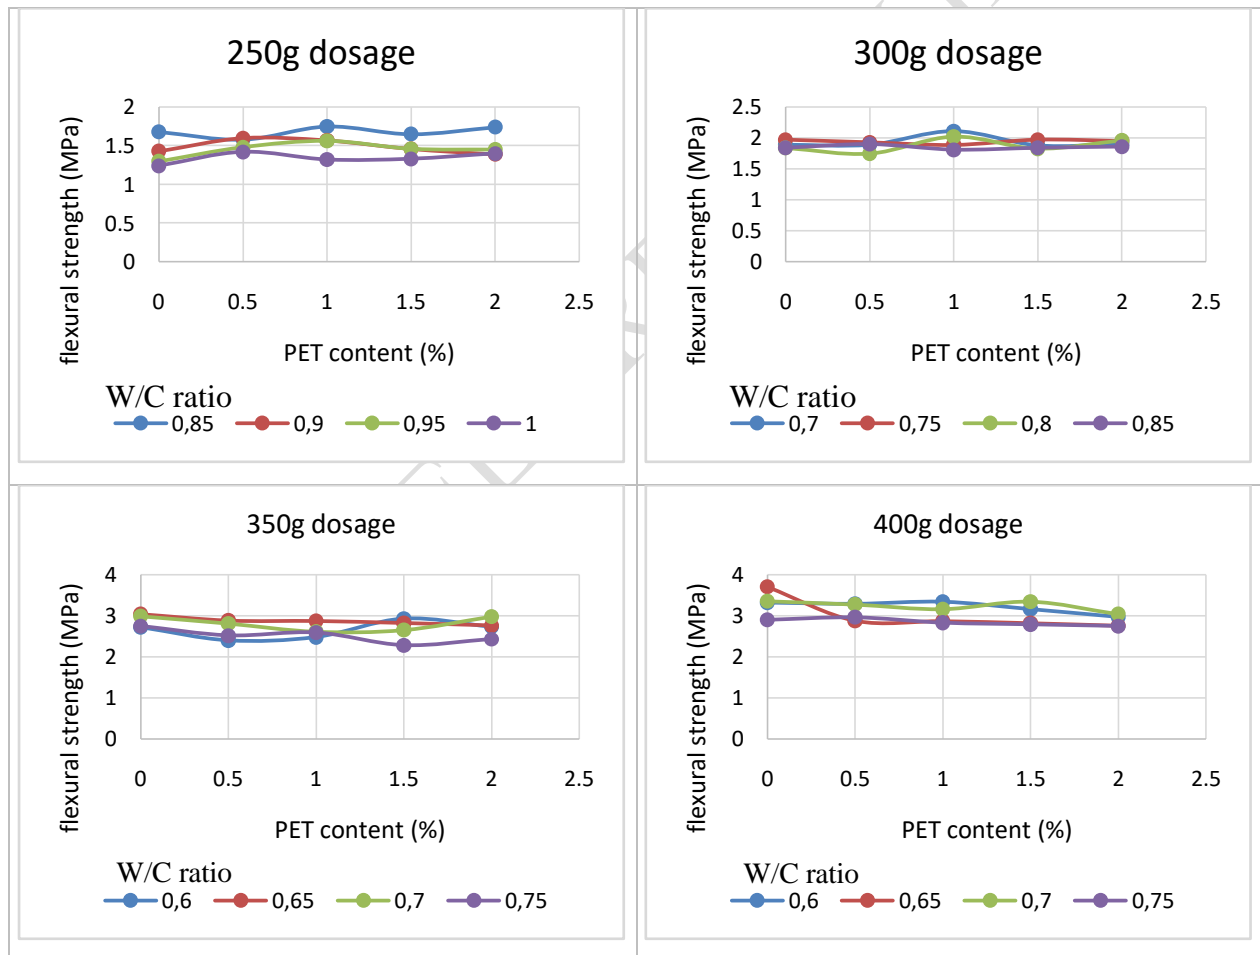 250g dosage
flexural strength (MPa)
2
1.5
1
0.5
0
0 0.5 1 1.5 2 2.5
PET content (%)
W/C ratio
0,85 0,9 0,95 1
300g dosage
flexural strength (MPa)
2.5
2
1.5
1
0.5
0
0 0.5 1 1.5 2 2.5
PET content (%)
W/C ratio
0,7 0,75 0,8 0,85
350g dosage
flexural strength (MPa)
4
3
2
1
0
0 0.5 1 1.5 2 2.5
PET content (%)
W/C ratio
0,6 0,65 0,7 0,75
400g dosage
flexural strength (MPa)
4
3
2
1
0
0 0.5 1 1.5 2 2.5
PET content (%)
W/C ratio
0,6 0,65 0,7 0,75